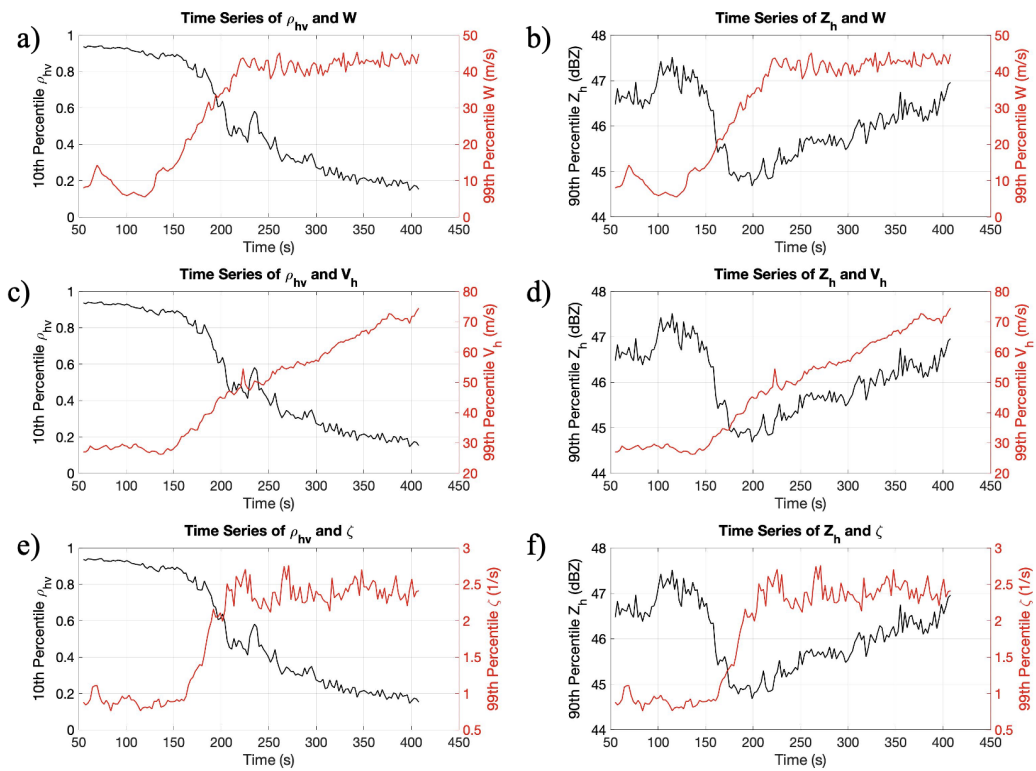 a)
Time Series of ρhv and W
10th Percentile ρhv
1
0.8
0.6
0.4
0.2
0
50 100 150 200 250 300 350 400 450
Time (s)
50
40
30
20
10
0
99th Percentile W (m/s)
b)
Time Series of Zh and W
90th Percentile Zh (dBZ)
48
47
46
45
44
50 100 150 200 250 300 350 400 450
Time (s)
50
40
30
20
10
0
99th Percentile W (m/s)
c)
Time Series of ρhv and Vh
10th Percentile ρhv
1
0.8
0.6
0.4
0.2
0
50 100 150 200 250 300 350 400 450
Time (s)
80
70
60
50
40
30
20
99th Percentile Vh (m/s)
d)
Time Series of Zh and Vh
90th Percentile Zh (dBZ)
48
47
46
45
44
50 100 150 200 250 300 350 400 450
Time (s)
80
70
60
50
40
30
20
99th Percentile Vh (m/s)
e)
Time Series of ρhv and ζ
10th Percentile ρhv
1
0.8
0.6
0.4
0.2
0
50 100 150 200 250 300 350 400 450
Time (s)
3
2.5
2
1.5
1
0.5
99th Percentile ζ (1/s)
f)
Time Series of Zh and ζ
90th Percentile Zh (dBZ)
48
47
46
45
44
50 100 150 200 250 300 350 400 450
Time (s)
3
2.5
2
1.5
1
0.5
99th Percentile ζ (1/s)